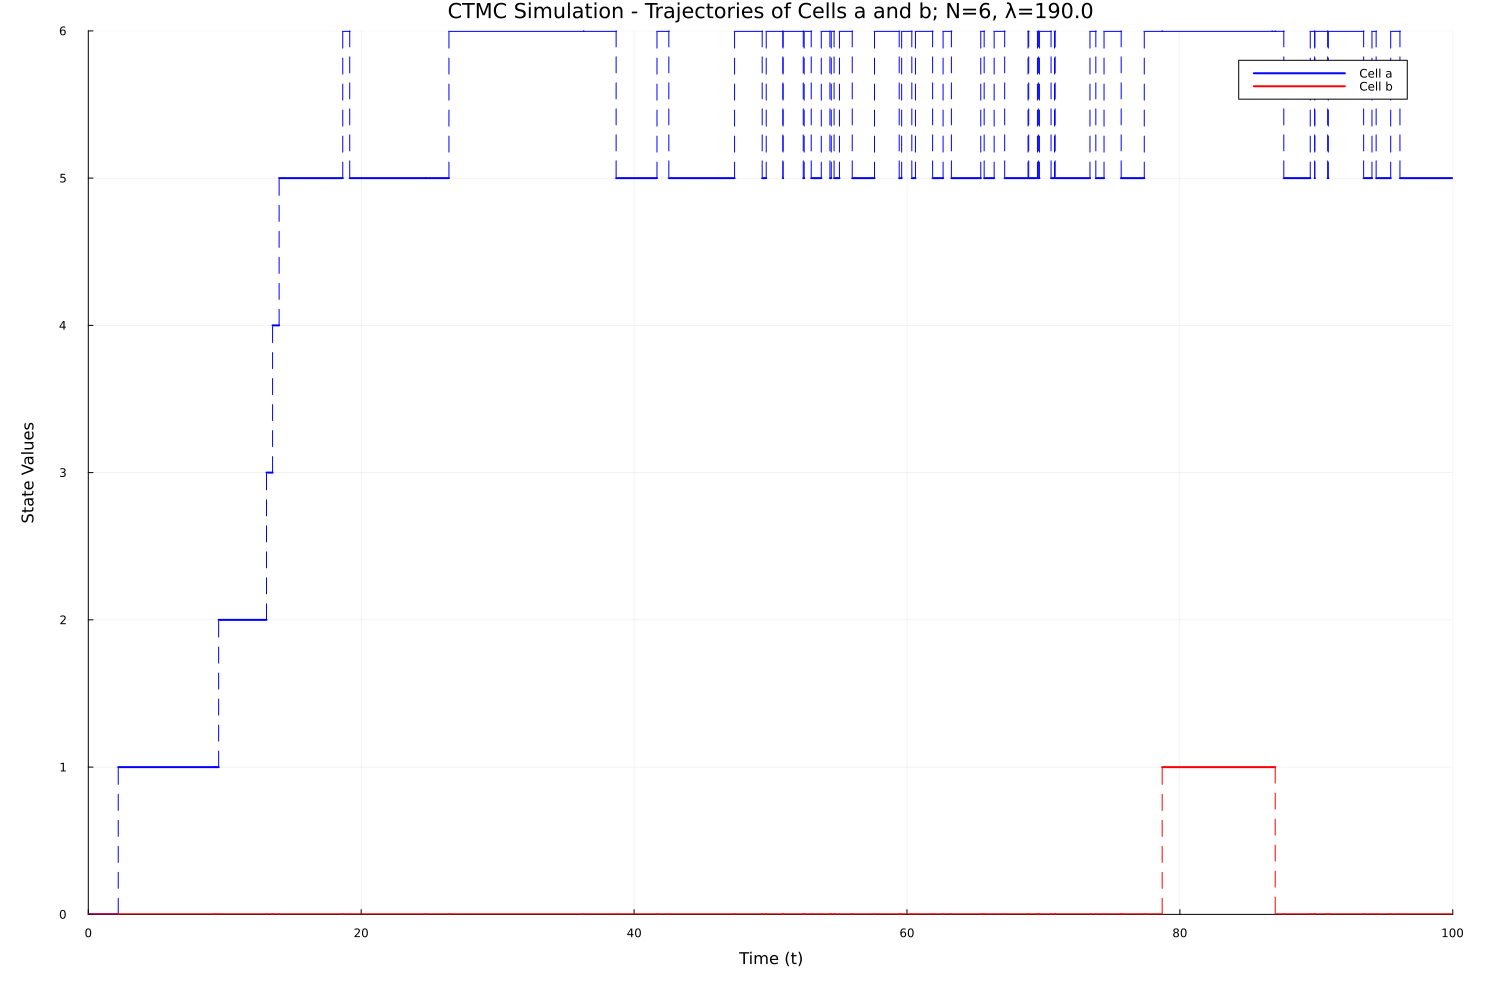 CTMC Simulation - Trajectories of Cells a and b; N=6, λ=190.0
6
Cell a
Cell b
5
4
State Values
3
2
1
0
0 20 40 60 80 100
Time (t)